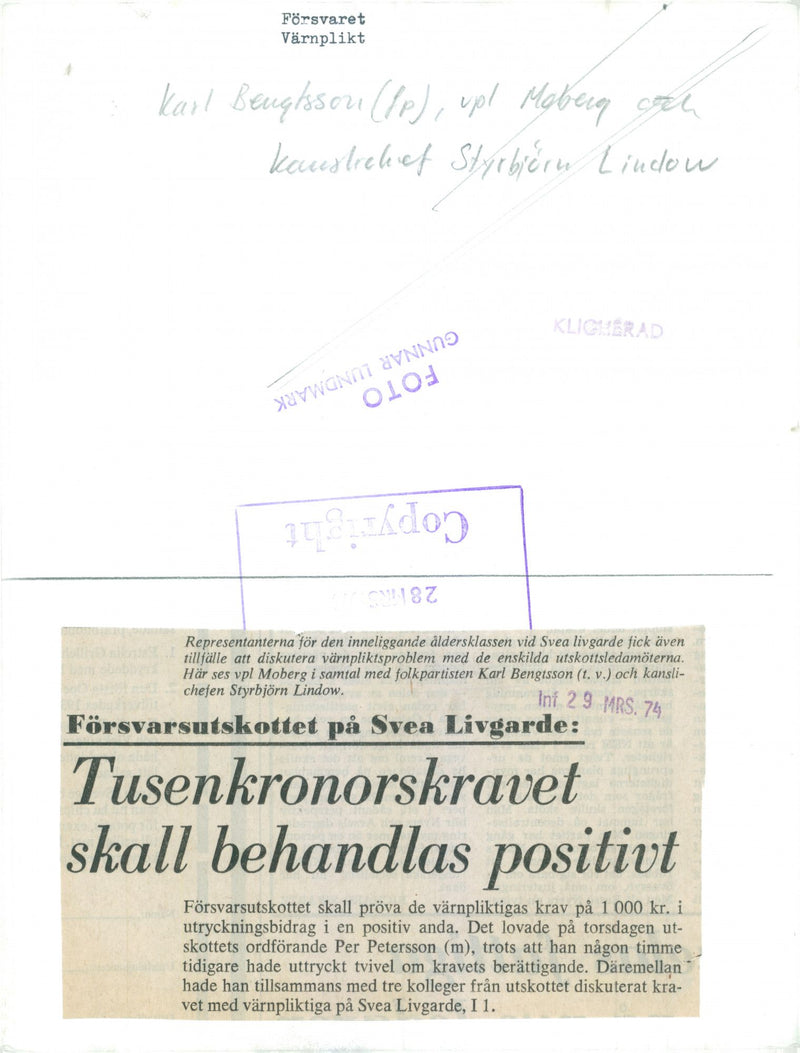 Försvaret
Värnplikt
Karl Bengtsson (fp), vpl Moberg och
kanslichef Styrbjörn Lindow
KLICHERAD
FOTO
GUNNAR LUNDMARK
Copyright
28 MRS.
Representanterna för den inneliggande åldersklassen vid Svea livgarde fick även
tillfälle att diskutera värnpliktsproblem med de enskilda utskottsledamöterna.
Här ses vpl Moberg i samtal med folkpartisten Karl Bengtsson (t. v.) och kansli-
chefen Styrbjörn Lindow.
Inf 29 MRS. 74
Försvarsutskottet på Svea Livgarde:
Tusenkronorskravet
skall behandlas positivt
Försvarsutskottet skall pröva de värnpliktigas krav på 1 000 kr. i
utryckningsbidrag i en positiv anda. Det lovade på torsdagen ut-
skottets ordförande Per Petersson (m), trots att han någon timme
tidigare hade uttryckt tvivel om kravets berättigande. Däremellan
hade han tillsammans med tre kolleger från utskottet diskuterat kra-
vet med värnpliktiga på Svea Livgarde, I 1.